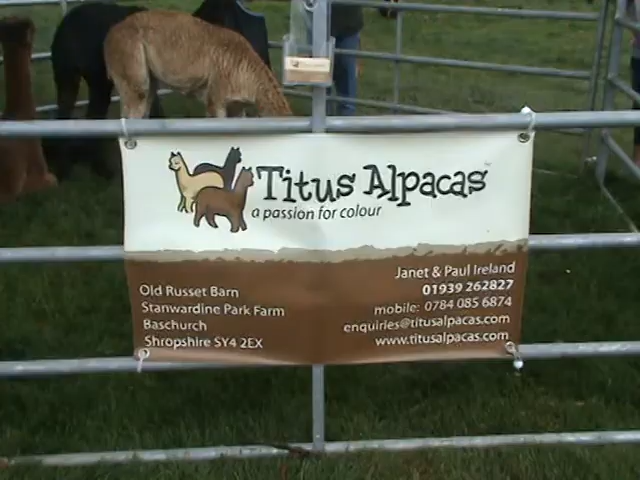 Titus Alpacas
a passion for colour
Old Russet Barn
Stanwardine Park Farm
Baschurch
Shropshire SY4 2EX
Janet & Paul Ireland
01939 262827
mobile: 0784 085 6874
enquiries@titusalpacas.com
www.titusalpacas.com